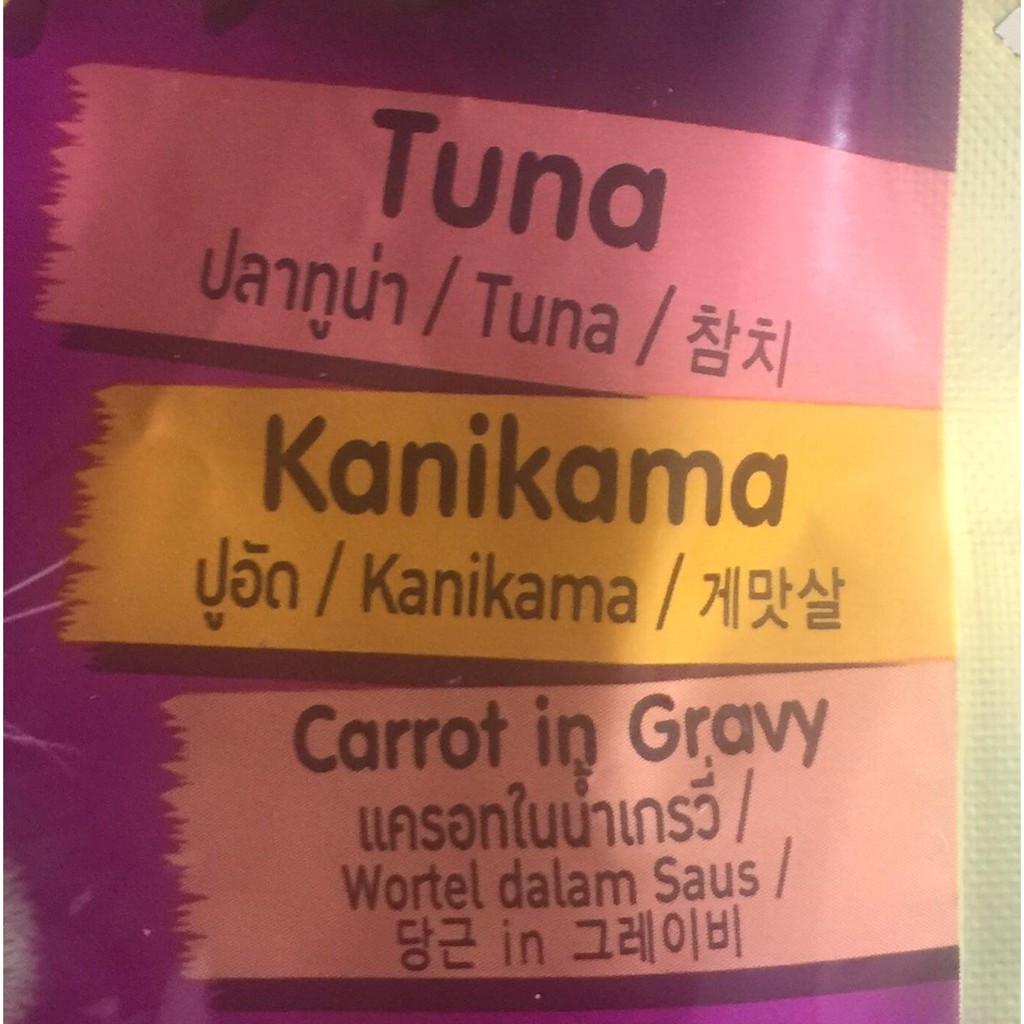 Tuna
ปลาทูน่า / Tuna / 참치
Kanikama
ปูอัด / Kanikama / 게맛살
Carrot in Gravy
แครอทในน้ำเกรวี่ /
Wortel dalam Saus /
당근 in 그레이비